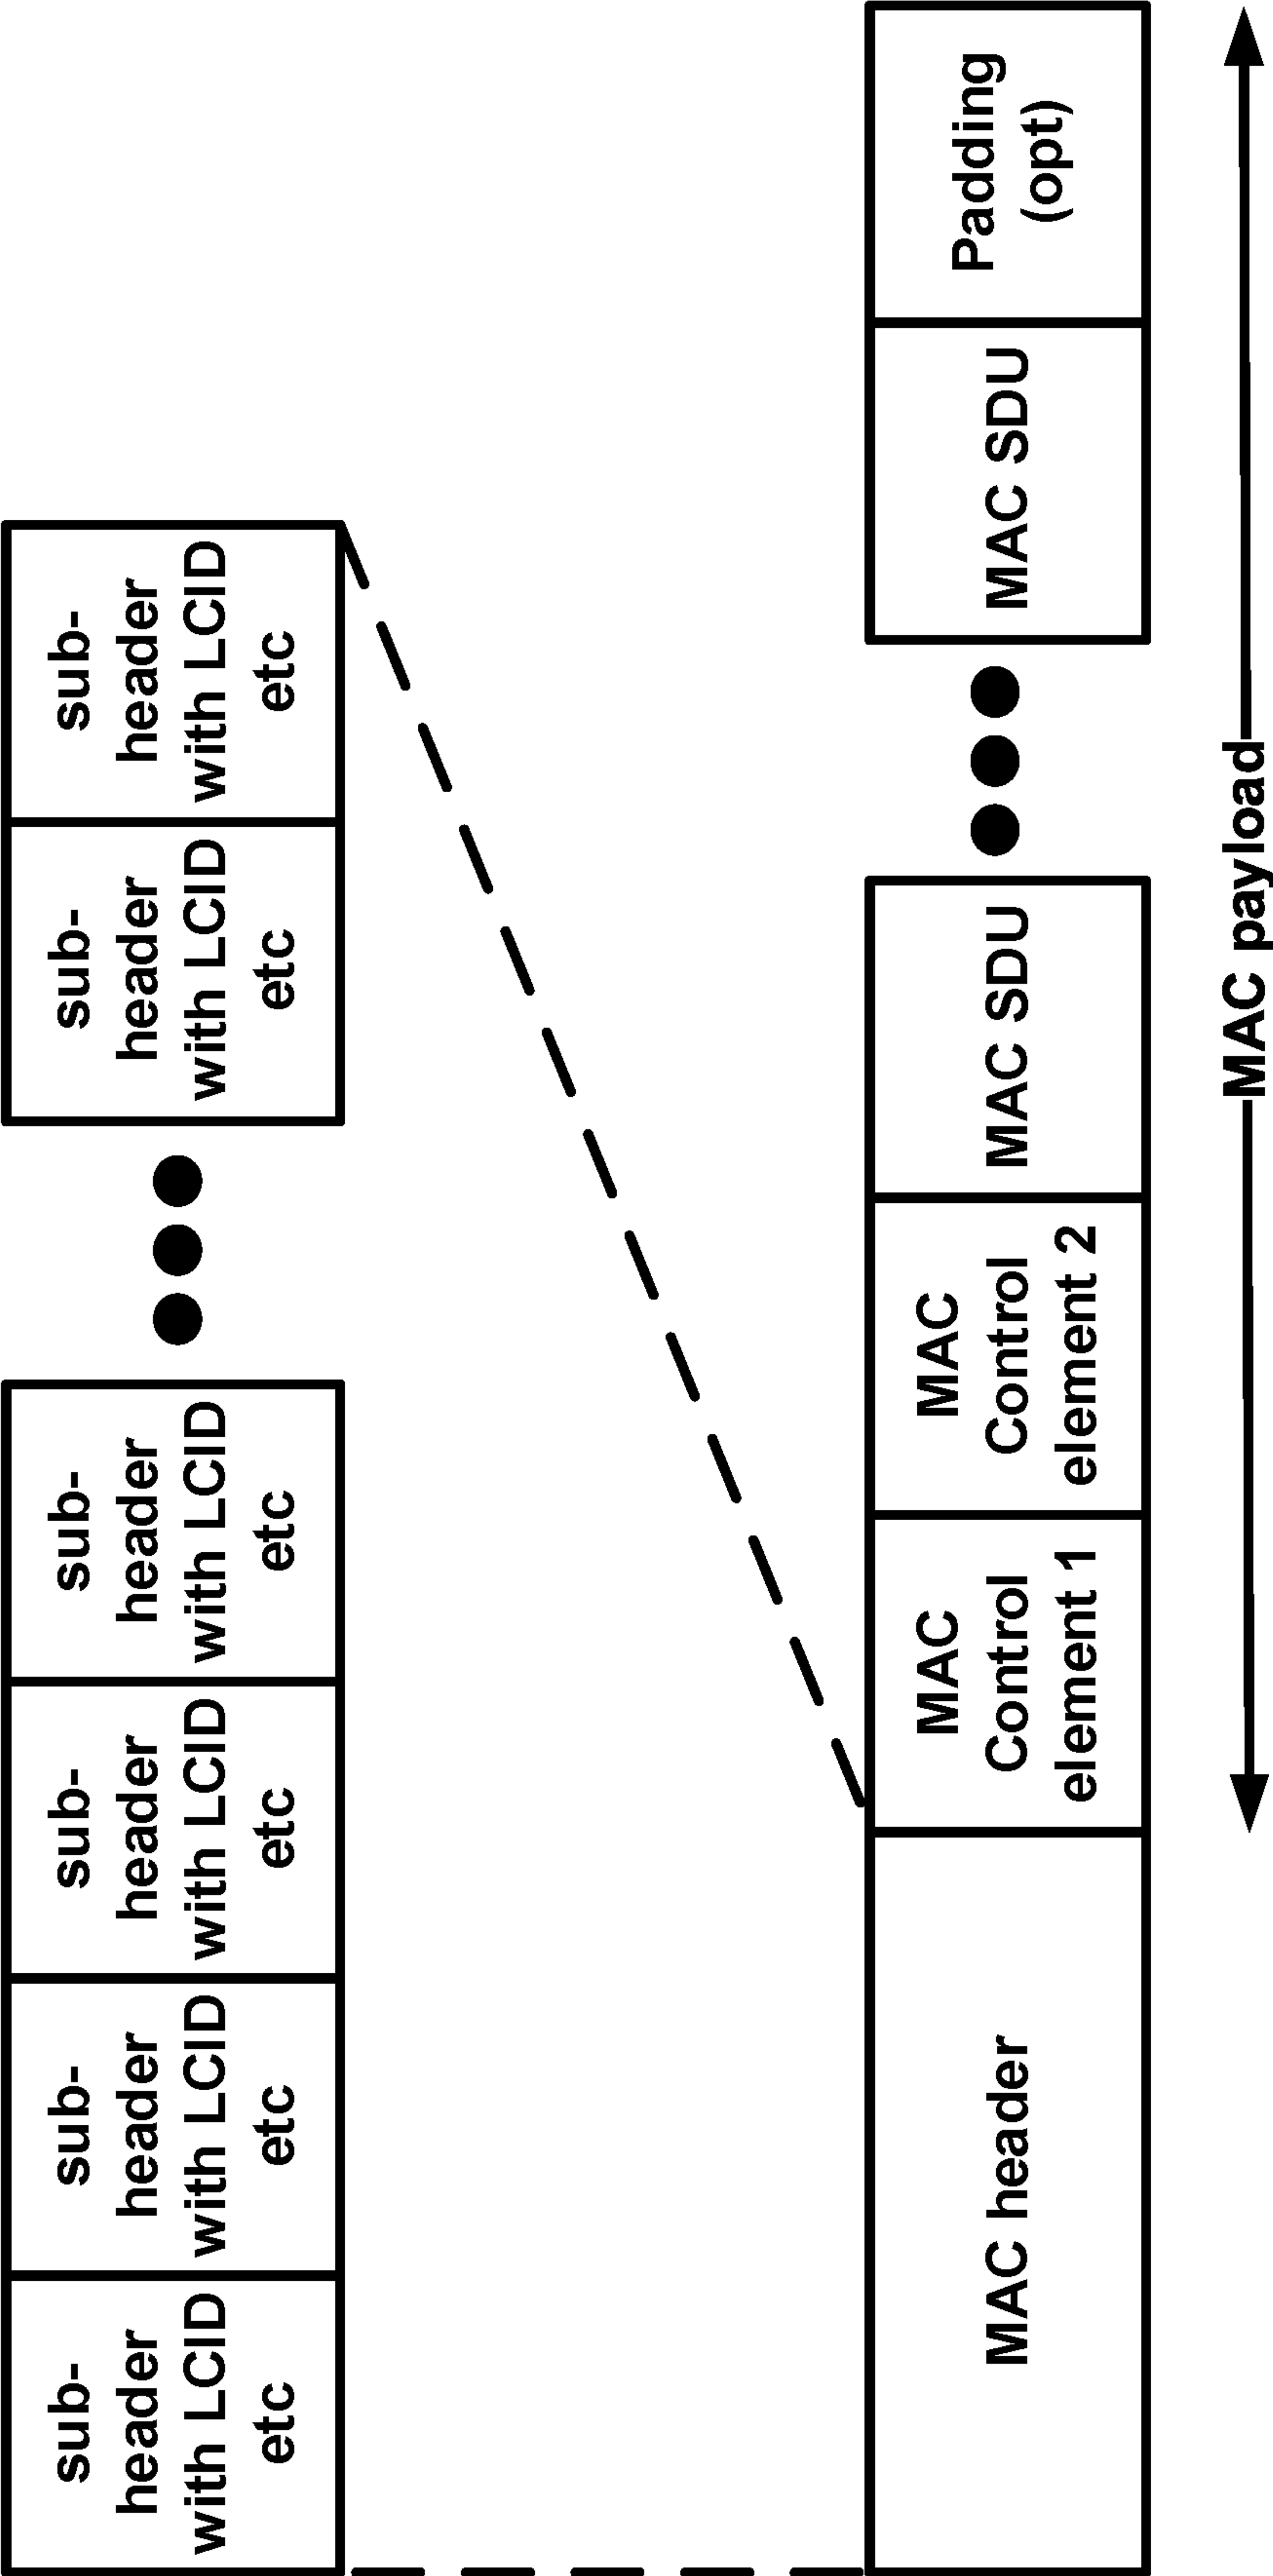 sub-
header
with LCID
etc
sub-
header
with LCID
etc
sub-
header
with LCID
etc
sub-
header
with LCID
etc
sub-
header
with LCID
etc
sub-
header
with LCID
etc
MAC header
MAC
Control
element 1
MAC
Control
element 2
MAC SDU
MAC SDU
Padding
(opt)
MAC payload